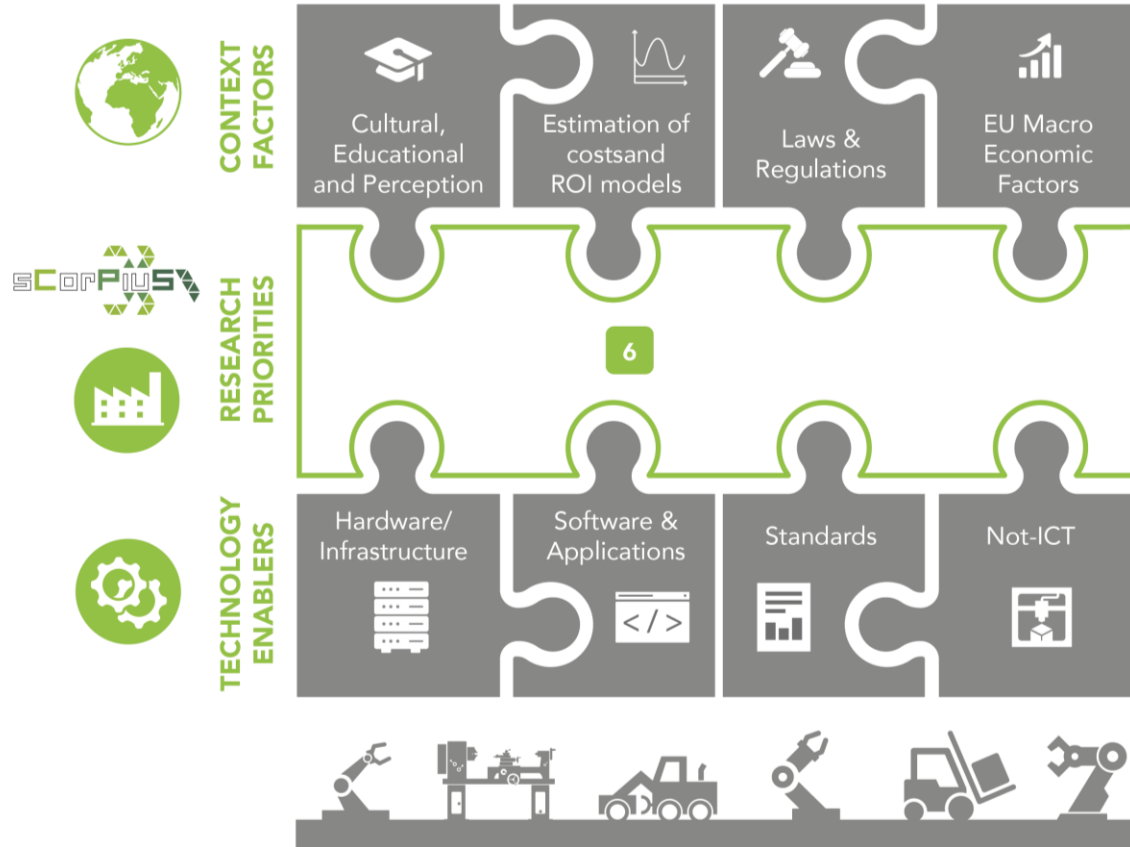 CONTEXT
FACTORS
Cultural,
Educational
and Perception
Estimation of
costsand
ROI models
Laws &
Regulations
EU Macro
Economic
Factors
sCorPiuS
RESEARCH
PRIORITIES
6
TECHNOLOGY
ENABLERS
Hardware/
Infrastructure
Software &
Applications
</>
Standards
Not-ICT